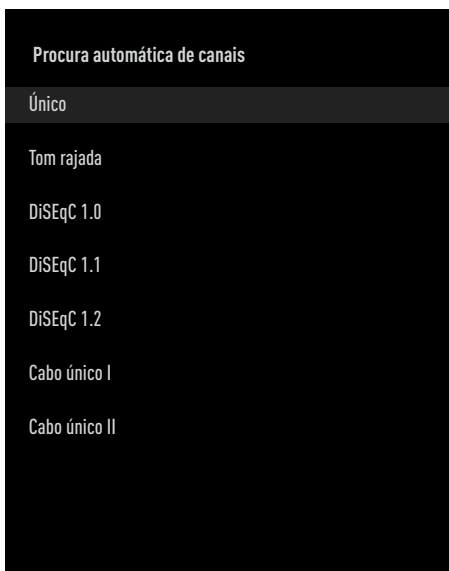 Procura automática de canais
Único
Tom rajada
DiSEqC 1.0
DiSEqC 1.1
DiSEqC 1.2
Cabo único I
Cabo único II